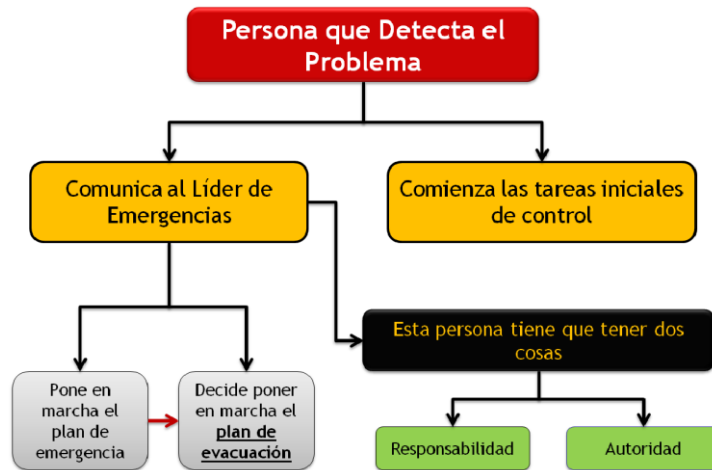 Persona que Detecta el
Problema
Comunica al Líder de
Emergencias
Comienza las tareas iniciales
de control
Esta persona tiene que tener dos
cosas
Pone en
marcha el
plan de
emergencia
Decide poner
en marcha el
plan de
evacuación
Responsabilidad
Autoridad